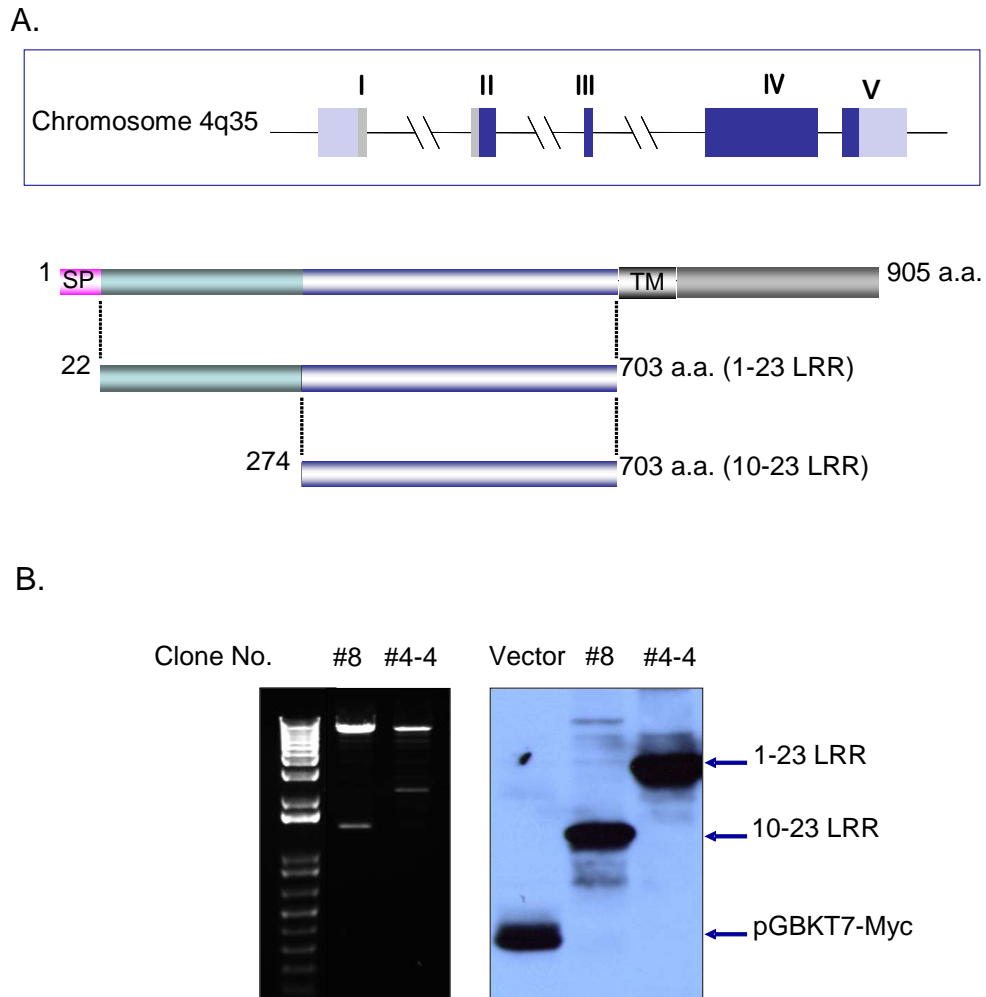 A.
I II III IV V
Chromosome 4q35
1 SP TM 905 a.a.
22 703 a.a. (1-23 LRR)
274 703 a.a. (10-23 LRR)
B.
Clone No. #8 #4-4 Vector #8 #4-4
1-23 LRR
10-23 LRR
pGBKT7-Myc